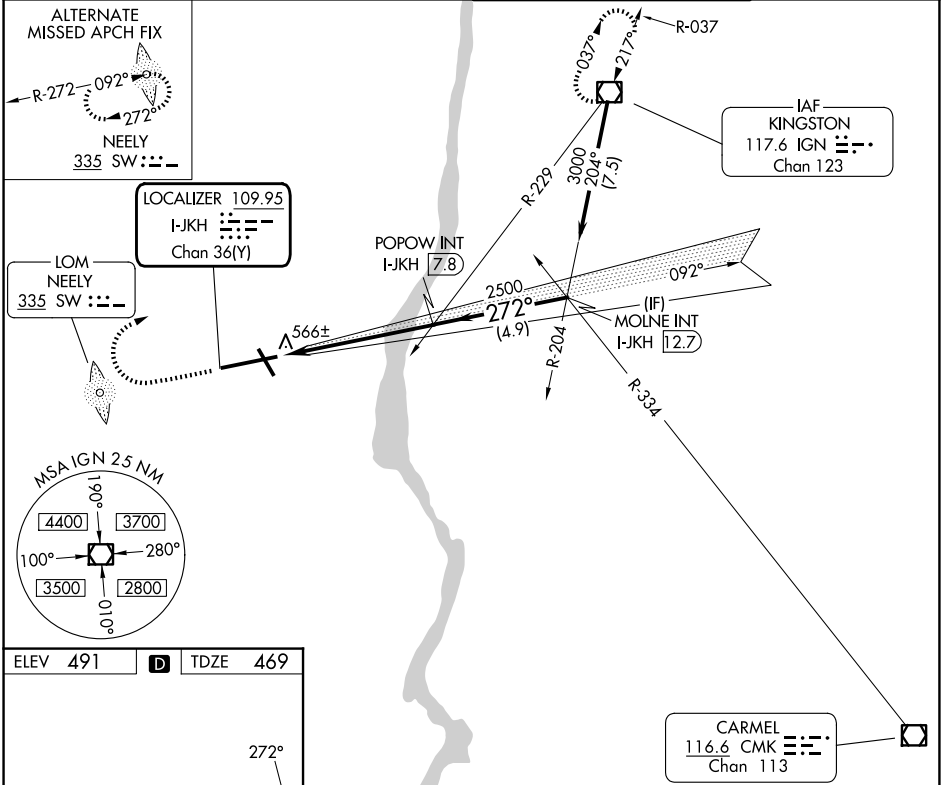 ALTERNATE
MISSED APCH FIX
R-272
092°
272°
NEELY
335 SW
R-037
037°
217°
IAF
KINGSTON
117.6 IGN
Chan 123
3000
204°
(7.5)
R-229
LOCALIZER 109.95
I-JKH
Chan 36(Y)
POPOW INT
I-JKH 7.8
LOM
NEELY
335 SW
092°
2500
272°
(4.9)
(IF)
MOLNE INT
I-JKH 12.7
566±
R-204
R-334
MSA IGN 25 NM
190°
4400
3700
100°
280°
3500
2800
010°
ELEV 491
D
TDZE 469
272°
CARMEL
116.6 CMK
Chan 113